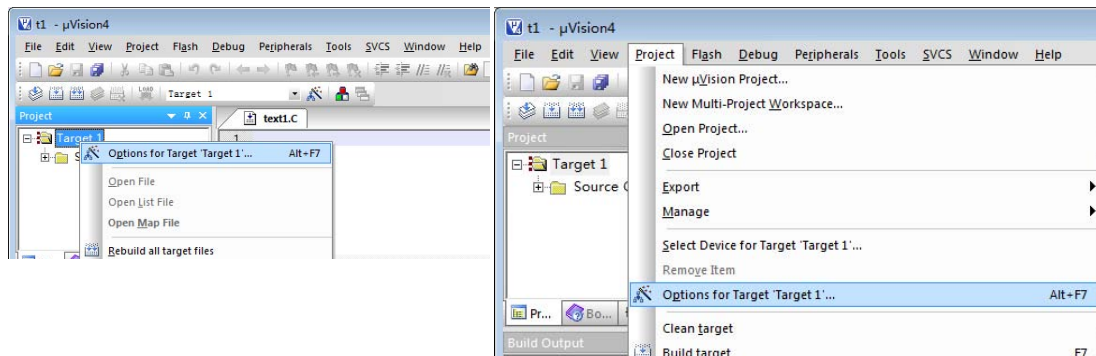 t1 - µVision4
File Edit View Project Flash Debug Peripherals Tools SVCS Window Help
LOAD Target 1
Project
text1.C
Target 1
1
S
Options for Target 'Target 1'... Alt+F7
Open File
Open List File
Open Map File
Rebuild all target files
t1 - µVision4
File Edit View Project Flash Debug Peripherals Tools SVCS Window Help
New µVision Project...
New Multi-Project Workspace...
Open Project...
Close Project
Project
Target 1
Source G
Export
Manage
Select Device for Target 'Target 1'...
Remove Item
Options for Target 'Target 1'... Alt+F7
Pr... Bo...
Clean target
Build Output
Build target F7